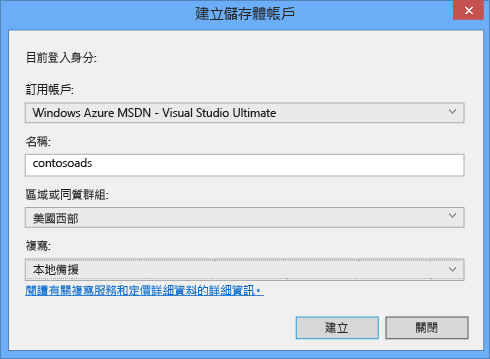 建立儲存體帳戶
目前登入身分:
訂用帳戶:
Windows Azure MSDN - Visual Studio Ultimate
名稱:
contosoads
區域或同質群組:
美國西部
複寫:
本地備援
閱讀有關複寫服務和定價詳細資料的詳細資訊。
建立
關閉